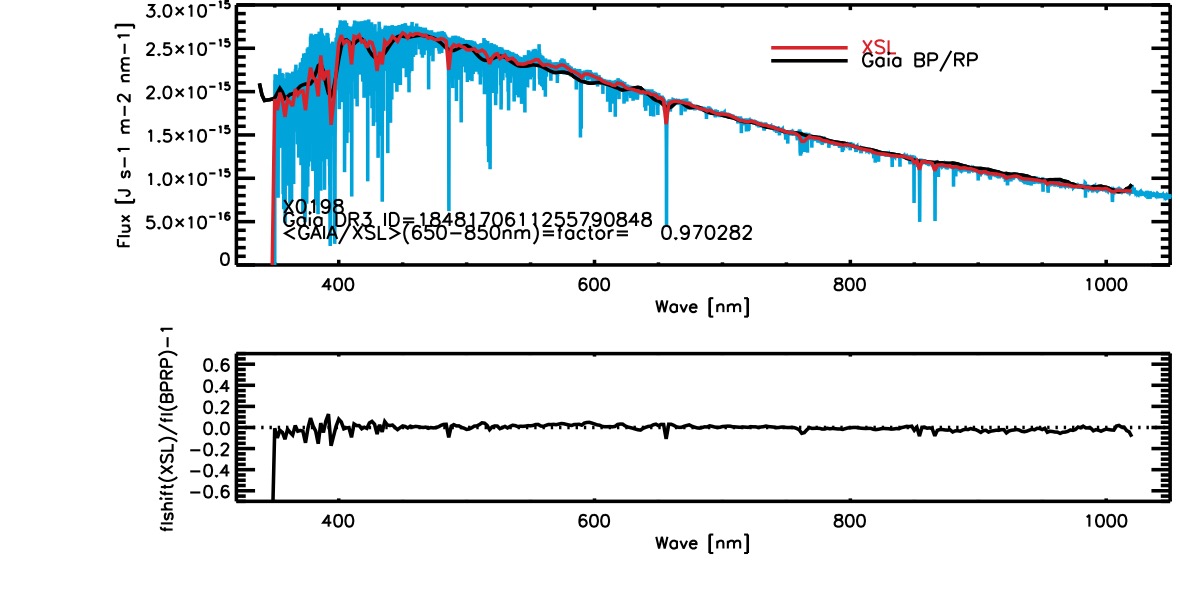 3.0×10−15
2.5×10−15
2.0×10−15
1.5×10−15
1.0×10−15
5.0×10−16
0
Flux [J s−1 m−2 nm−1]
XSL
Gaia BP/RP
X0198
Gaia DR3 ID=1848170611255790848
<GAIA/XSL>(650−850nm)=factor= 0.970282
400 600 800 1000
Wave [nm]
flshift(XSL)/fl(BPRP)−1
0.6
0.4
0.2
0.0
−0.2
−0.4
−0.6
400 600 800 1000
Wave [nm]